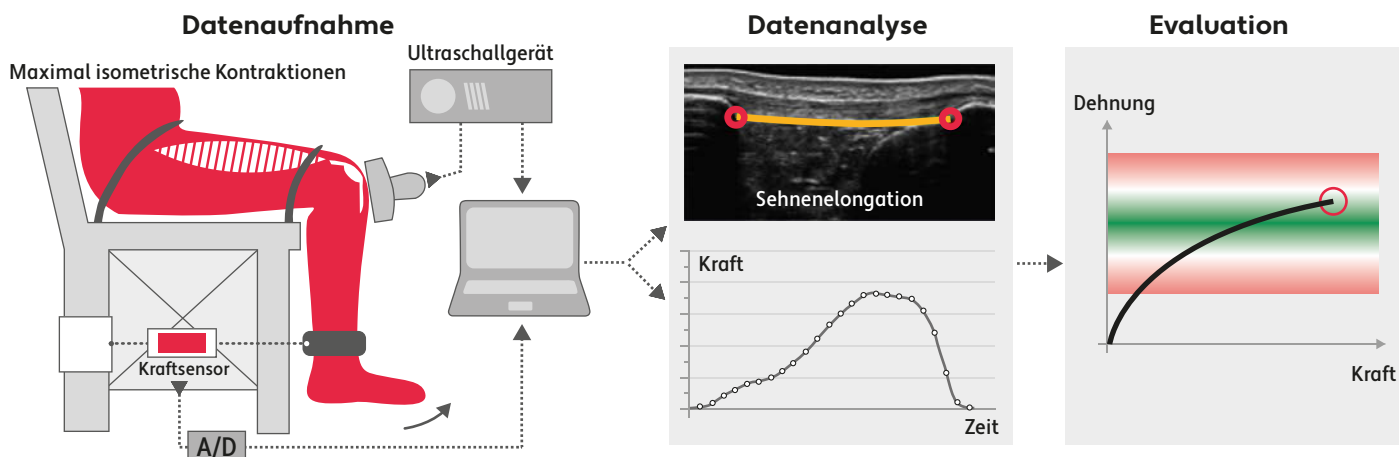 Datenaufnahme
Maximal isometrische Kontraktionen
Ultraschallgerät
Kraftsensor
A/D
Datenanalyse
Sehnenelongation
Kraft
Zeit
Evaluation
Dehnung
Kraft